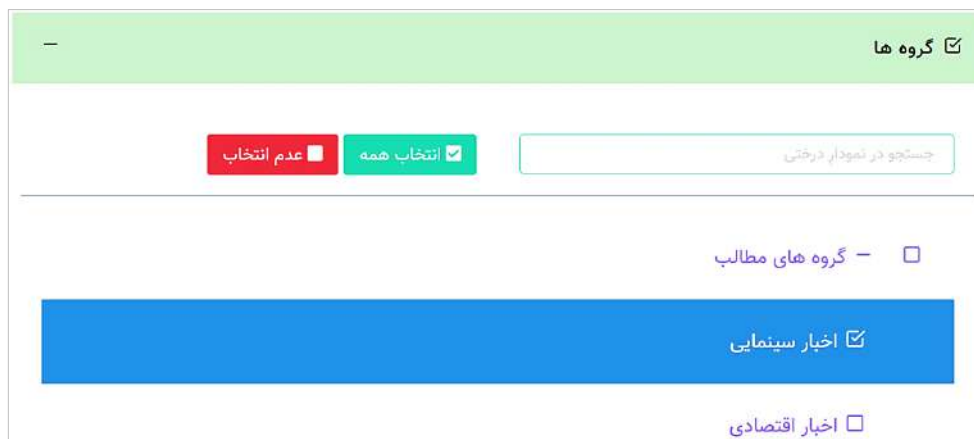 گروه ها
جستجو در نمودار درختی
انتخاب همه
عدم انتخاب
گروه های مطالب
اخبار سینمایی
اخبار اقتصادی